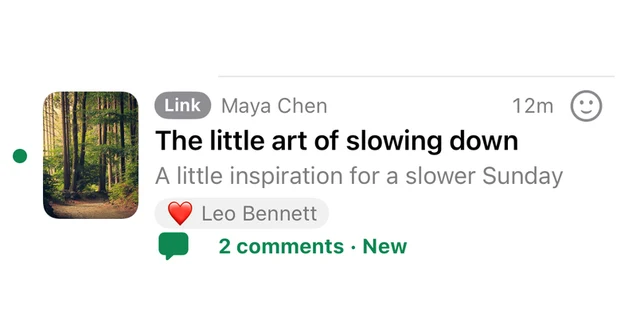 Link Maya Chen 12m
The little art of slowing down
A little inspiration for a slower Sunday
❤️ Leo Bennett
2 comments · New